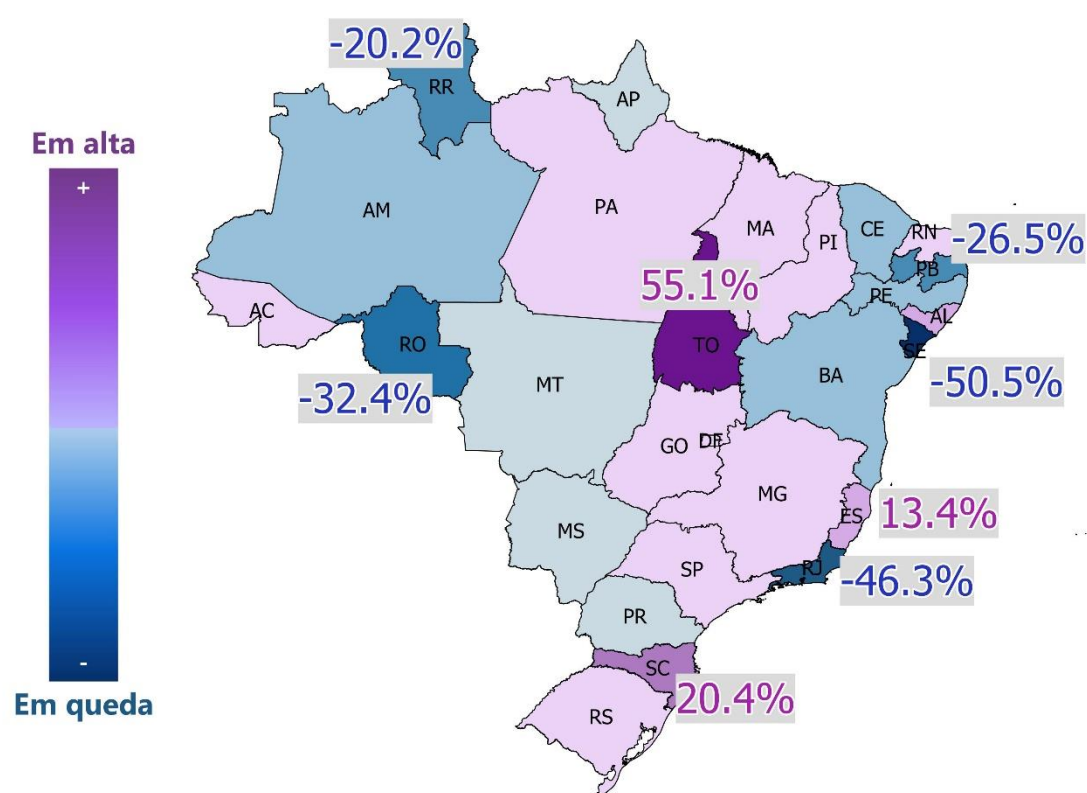 -20.2%
RR
AP
Em alta
+
AM
PA
MA
CE
PI
RN
-26.5%
PB
55.1%
PE
AC
AL
RO
TO
SE
MT
BA
-50.5%
-32.4%
GO
DF
MG
ES
13.4%
MS
SP
RJ
-46.3%
PR
-
SC
Em queda
20.4%
RS